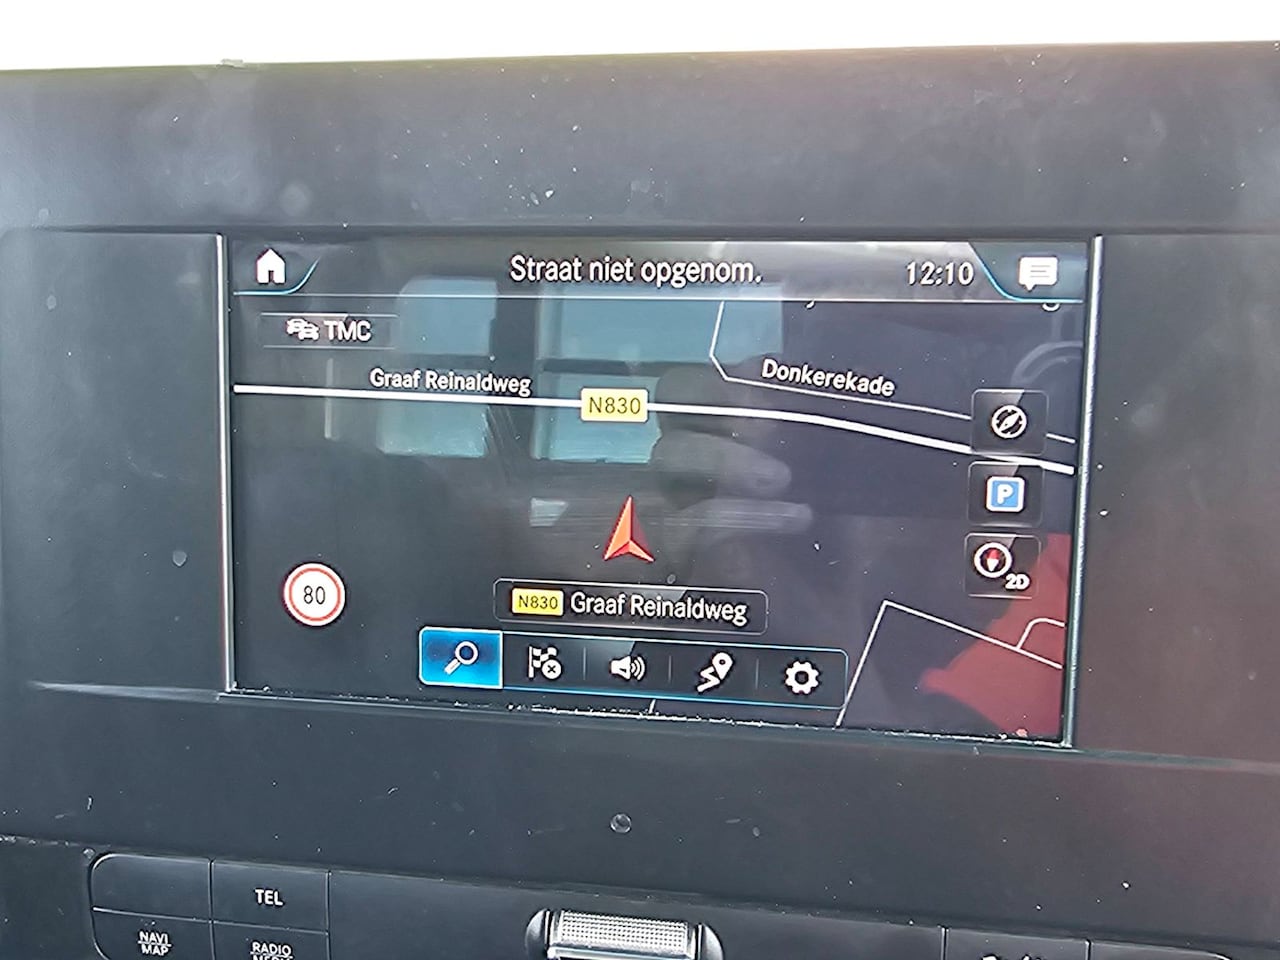 Straat niet opgenom.
12:10
TMC
Graaf Reinaldweg
N830
Donkerekade
P
2D
80
N830 Graaf Reinaldweg
TEL
NAVI
MAP
RADIO